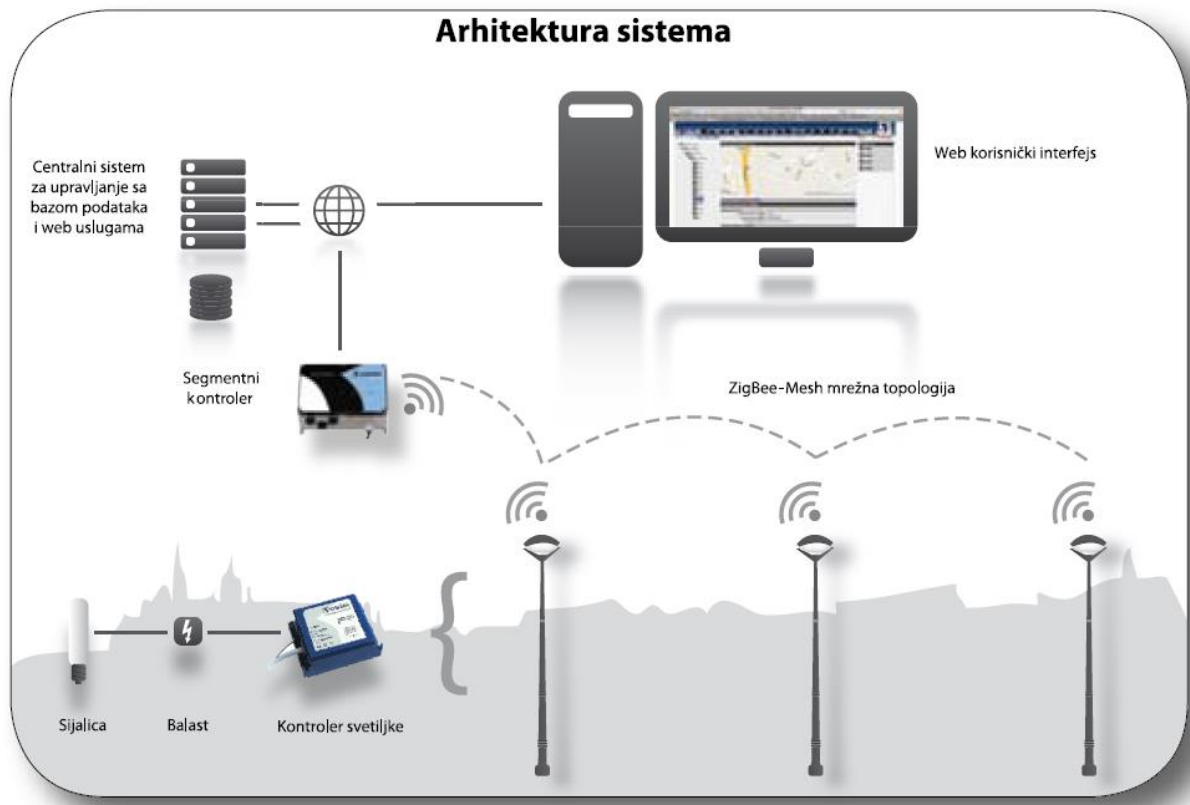 Arhitektura sistema
Centralni sistem
za upravljanje sa
bazom podataka
i web uslugama
Web korisnički interfejs
Segmentni
kontroler
ZigBee-Mesh mrežna topologija
Sijalica
Balast
Kontroler svetiljke